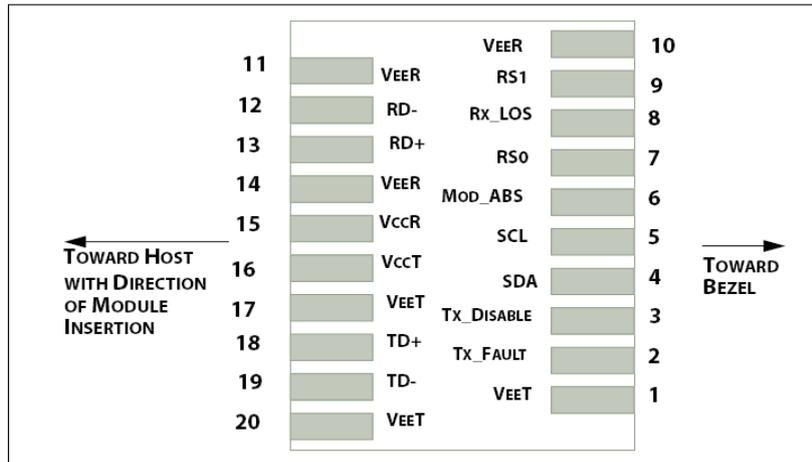 11 VEER
12 RD-
13 RD+
14 VEER
15 VCCR
16 VCCT
17 VEET
18 TD+
19 TD-
20 VEET
VEER 10
RS1 9
RX_LOS 8
RS0 7
MOD_ABS 6
SCL 5
SDA 4
TX_DISABLE 3
TX_FAULT 2
VEET 1
TOWARD HOST
WITH DIRECTION
OF MODULE
INSERTION
TOWARD
BEZEL